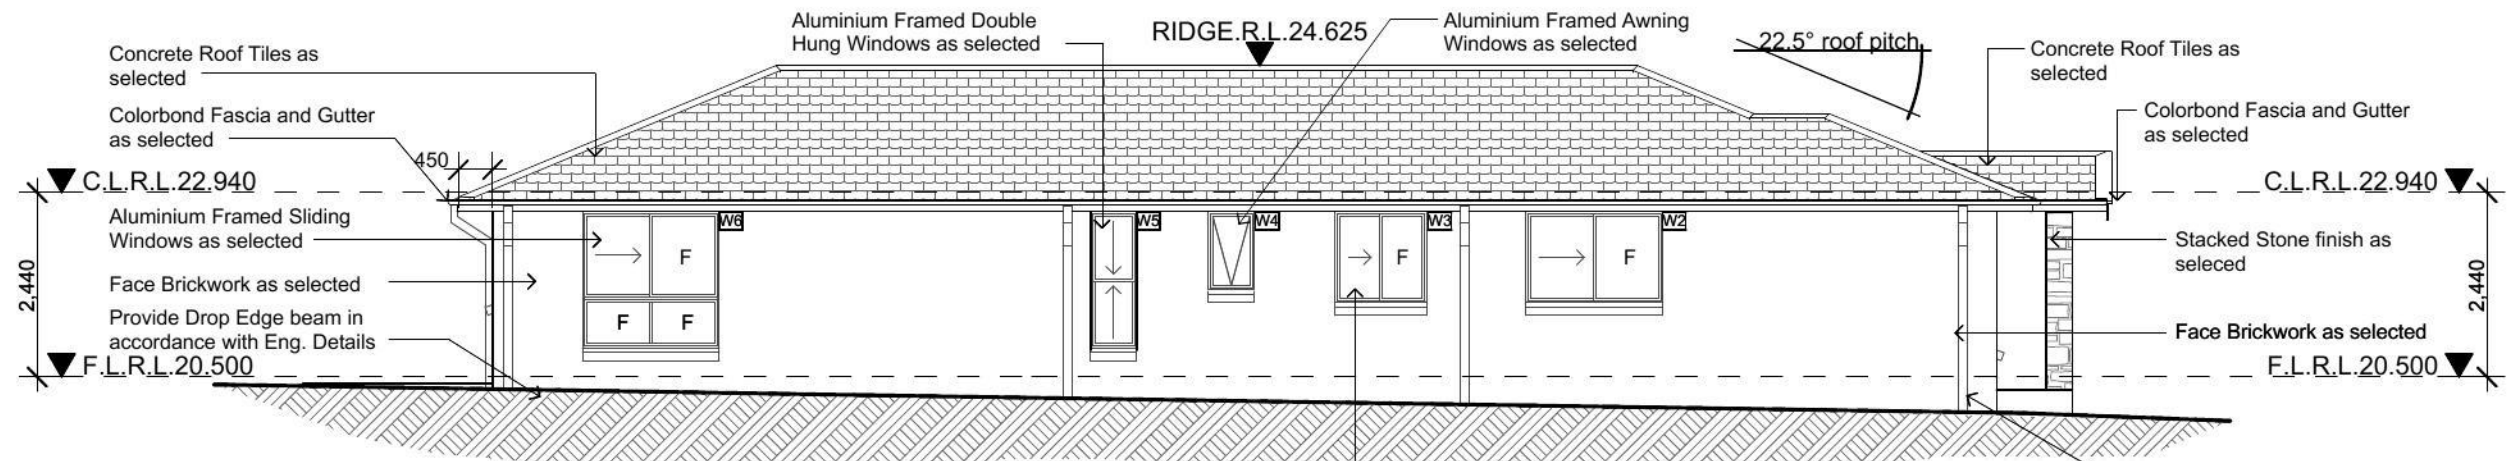 Concrete Roof Tiles as
selected
Aluminium Framed Double
Hung Windows as selected
RIDGE.R.L.24.625
Aluminium Framed Awning
Windows as selected
22.5° roof pitch
Concrete Roof Tiles as
selected
Colorbond Fascia and Gutter
as selected
Colorbond Fascia and Gutter
as selected
450
C.L.R.L.22.940
C.L.R.L.22.940
Aluminium Framed Sliding
Windows as selected
W6
W5
W4
W3
W2
F
F
F
F
F
Stacked Stone finish as
seleced
2,440
2,440
Face Brickwork as selected
Provide Drop Edge beam in
accordance with Eng. Details
Face Brickwork as selected
F.L.R.L.20.500
F.L.R.L.20.500